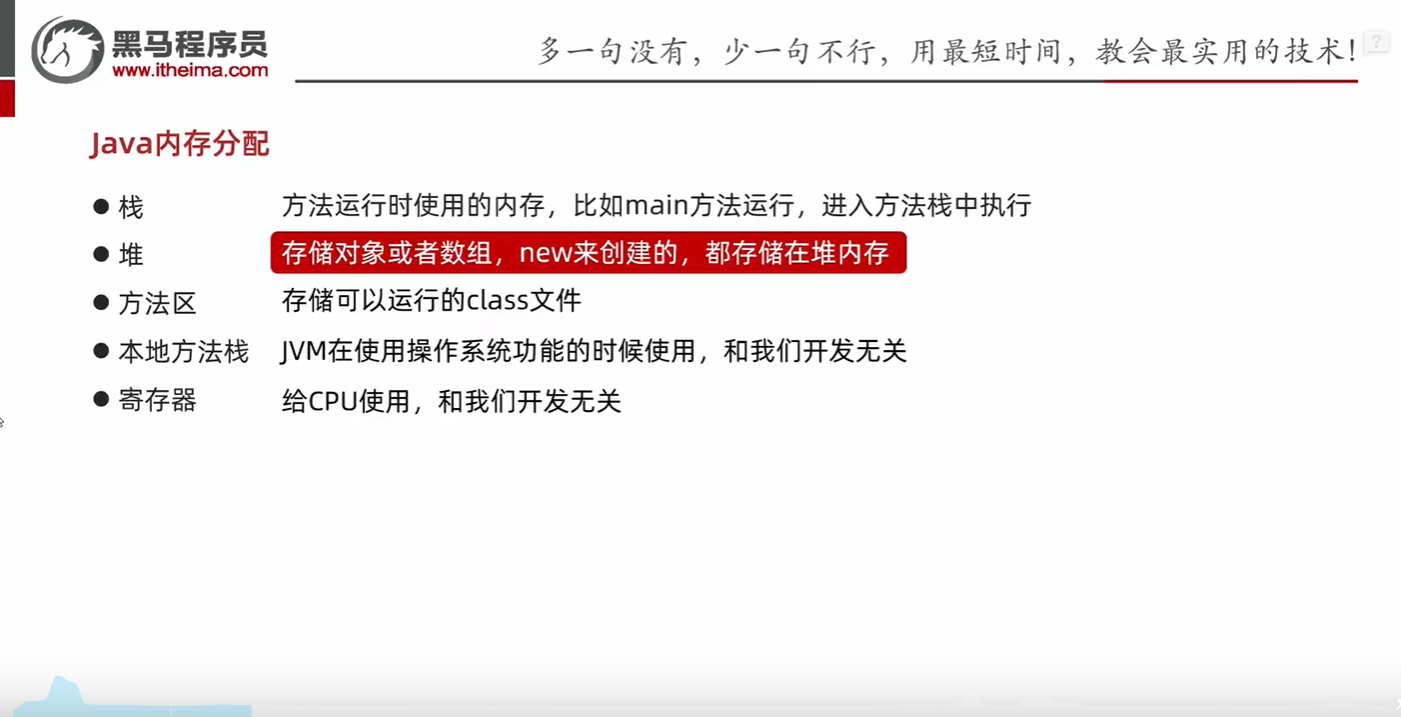 黑马程序员
www.itheima.com
多一句没有，少一句不行，用最短时间，教会最实用的技术！
?
Java内存分配
● 栈 方法运行时使用的内存，比如main方法运行，进入方法栈中执行
● 堆 存储对象或者数组，new来创建的，都存储在堆内存
● 方法区 存储可以运行的class文件
● 本地方法栈 JVM在使用操作系统功能的时候使用，和我们开发无关
● 寄存器 给CPU使用，和我们开发无关